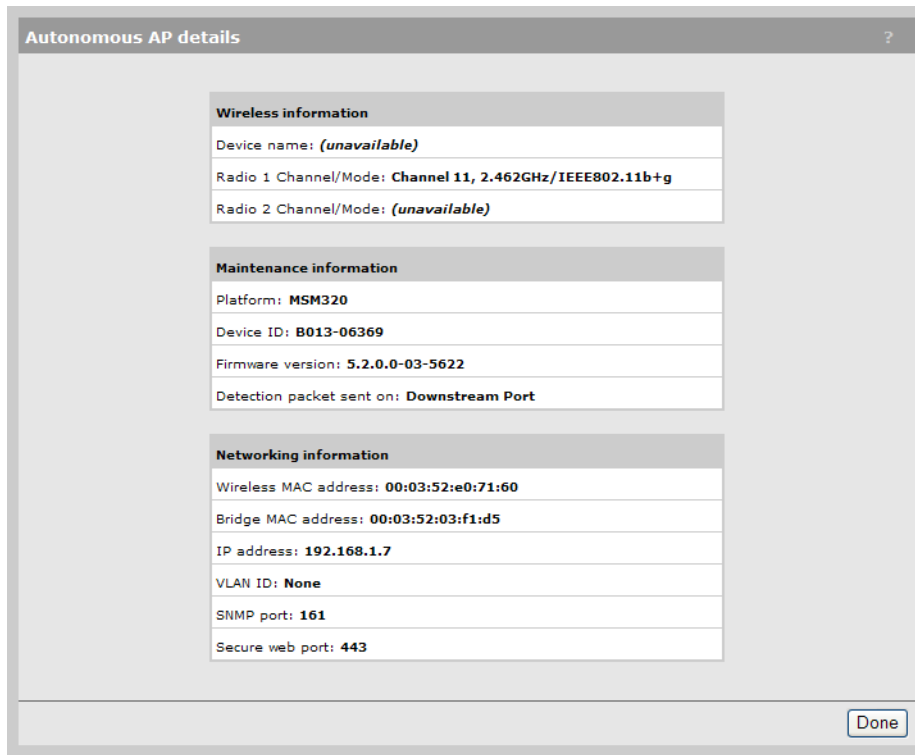 Autonomous AP details ?
Wireless information
Device name: (unavailable)
Radio 1 Channel/Mode: Channel 11, 2.462GHz/IEEE802.11b+g
Radio 2 Channel/Mode: (unavailable)
Maintenance information
Platform: MSM320
Device ID: B013-06369
Firmware version: 5.2.0.0-03-5622
Detection packet sent on: Downstream Port
Networking information
Wireless MAC address: 00:03:52:e0:71:60
Bridge MAC address: 00:03:52:03:f1:d5
IP address: 192.168.1.7
VLAN ID: None
SNMP port: 161
Secure web port: 443
Done